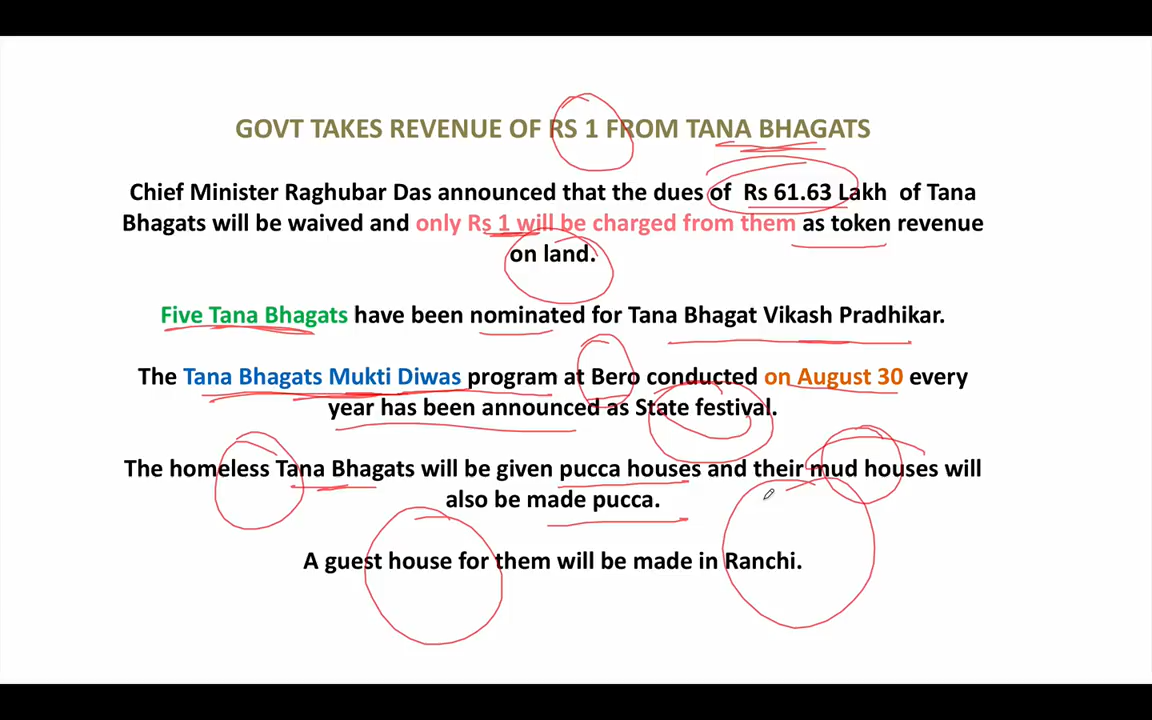 GOVT TAKES REVENUE OF RS 1 FROM TANA BHAGATS
Chief Minister Raghubar Das announced that the dues of Rs 61.63 Lakh of Tana
Bhagats will be waived and only Rs 1 will be charged from them as token revenue
on land.
Five Tana Bhagats have been nominated for Tana Bhagat Vikash Pradhikar.
The Tana Bhagats Mukti Diwas program at Bero conducted on August 30 every
year has been announced as State festival.
The homeless Tana Bhagats will be given pucca houses and their mud houses will
also be made pucca.
A guest house for them will be made in Ranchi.